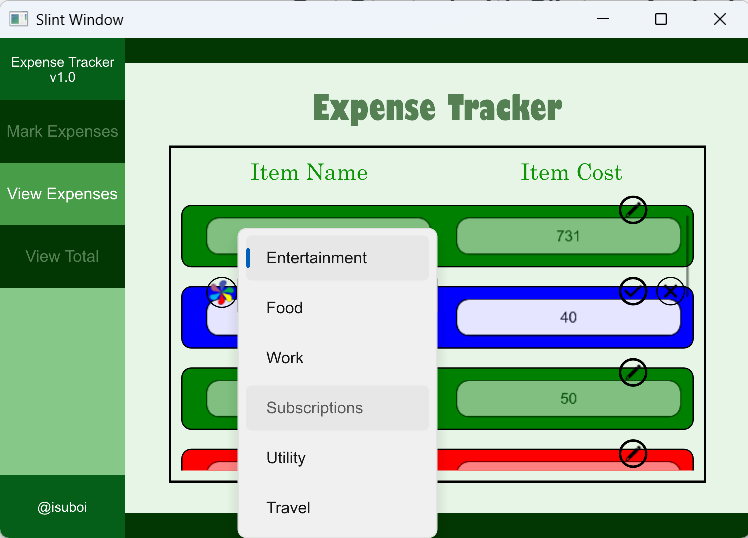 Slint Window
Expense Tracker
v1.0
Mark Expenses
View Expenses
View Total
@isuboi
Expense Tracker
Item Name
Item Cost
731
40
50
Entertainment
Food
Work
Subscriptions
Utility
Travel